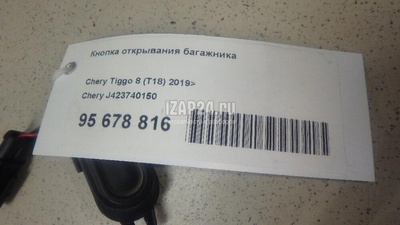 Кнопка открывания багажника
Chery Tiggo 8 (T18) 2019>
Chery J423740150
IZAP24.ru
95 678 816